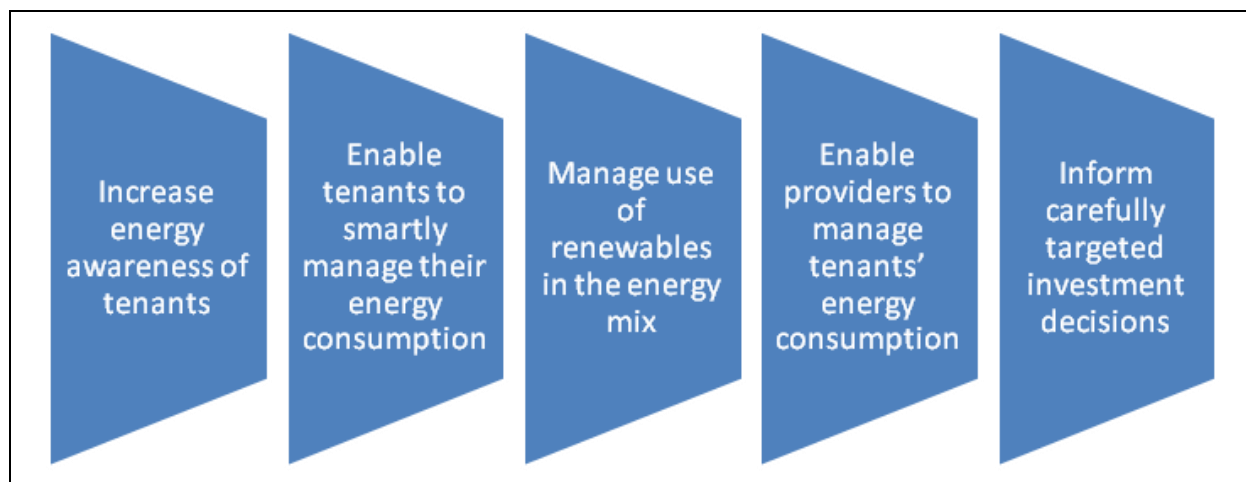 Increase
energy
awareness of
tenants
Enable
tenants to
smartly
manage their
energy
consumption
Manage use
of
renewables
in the energy
mix
Enable
providers to
manage
tenants’
energy
consumption
Inform
carefully
targeted
investment
decisions